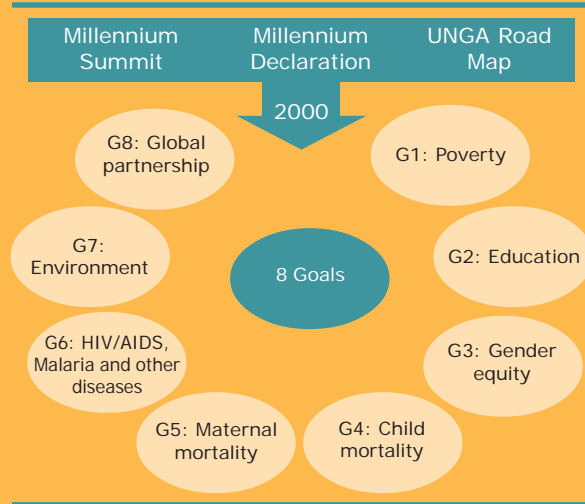 Millennium
Summit
Millennium
Declaration
UNGA Road
Map
2000
8 Goals
G1: Poverty
G2: Education
G3: Gender
equity
G4: Child
mortality
G5: Maternal
mortality
G6: HIV/AIDS,
Malaria and other
diseases
G7:
Environment
G8: Global
partnership